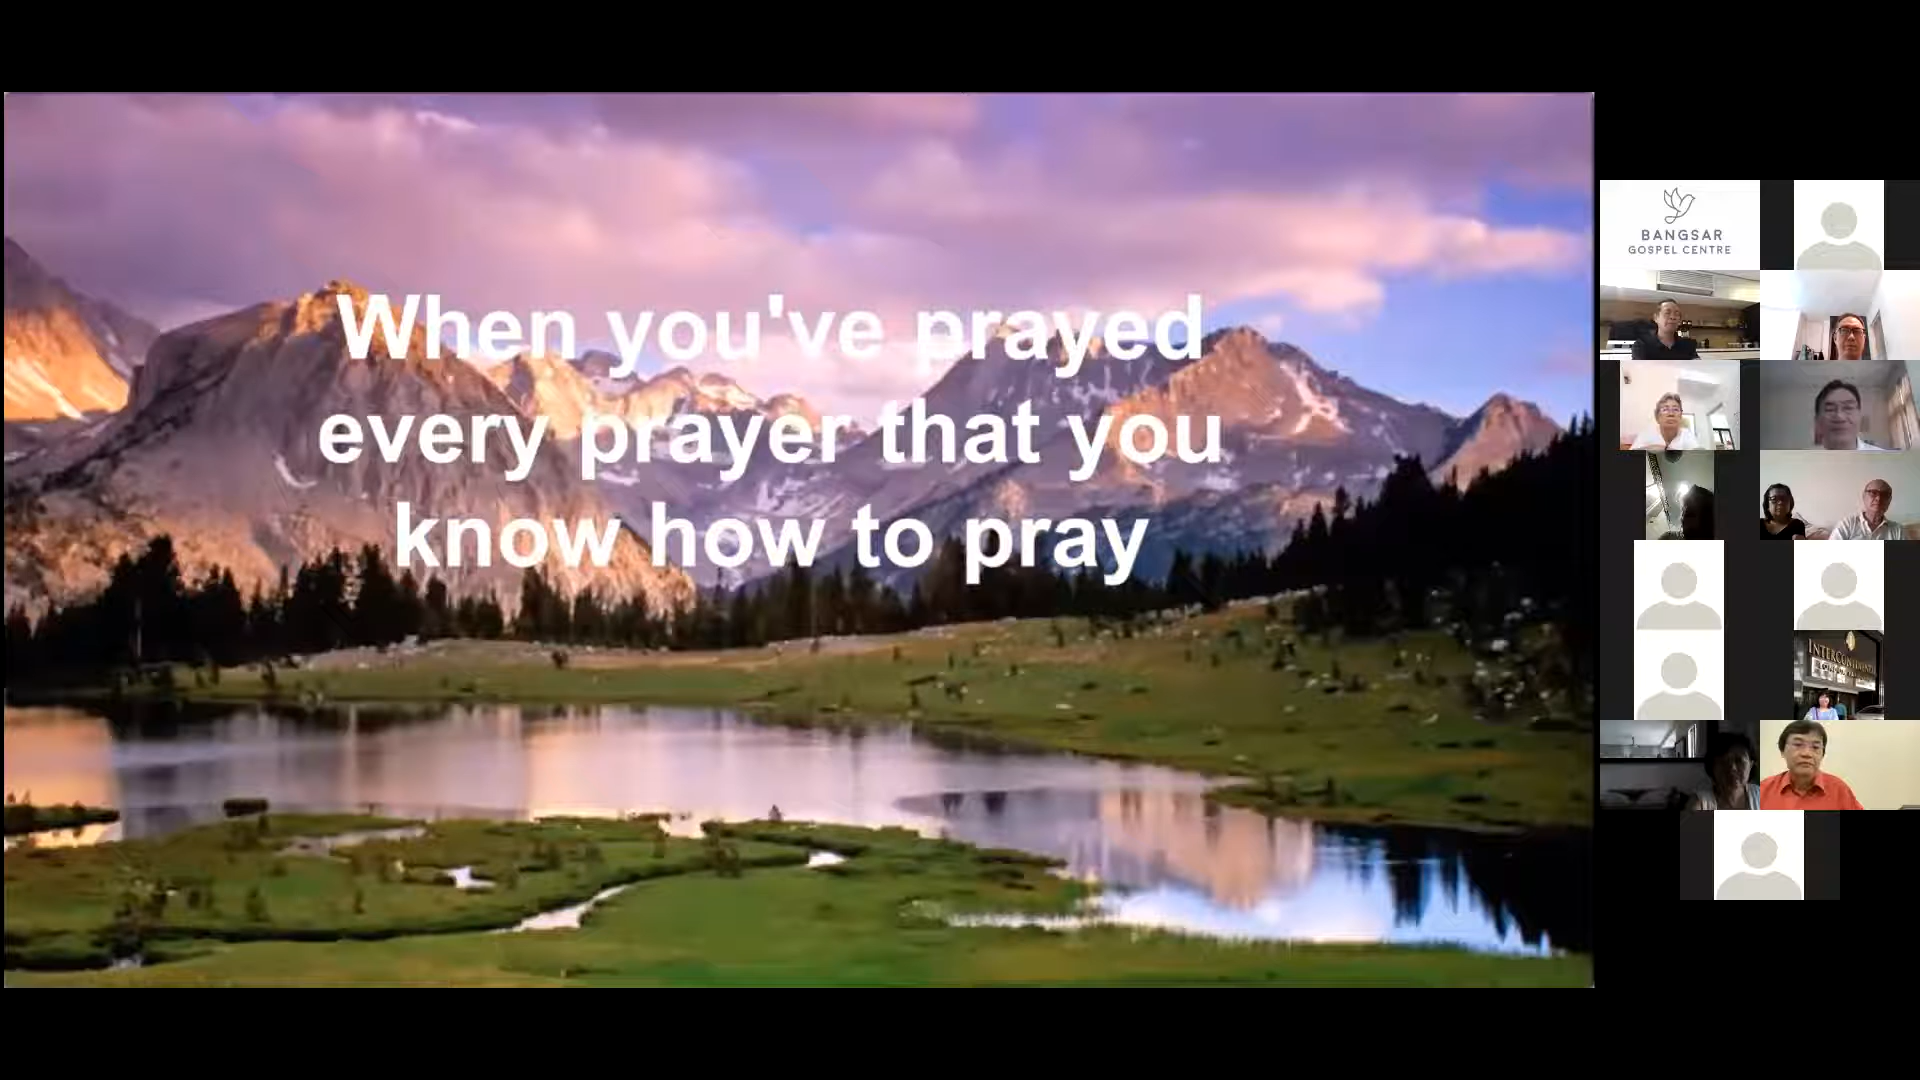 When you've prayed
every prayer that you
know how to pray
BANGSAR
GOSPEL CENTRE